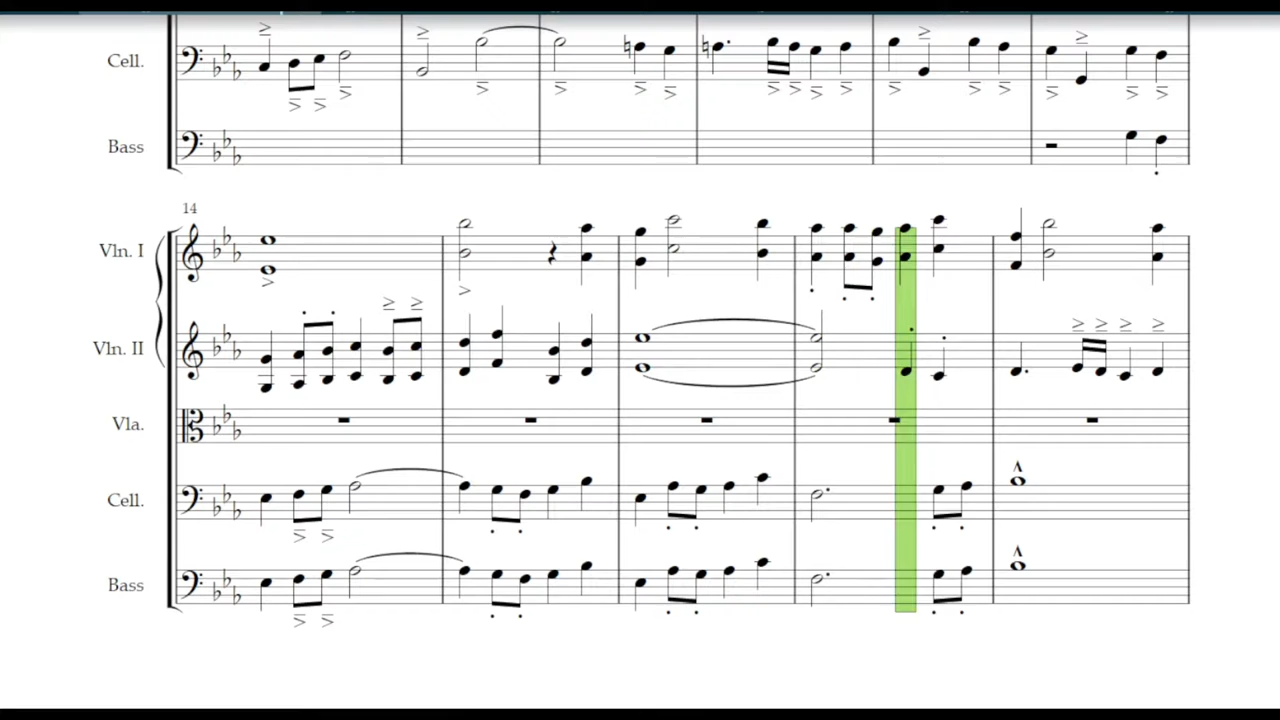 Cell.
Bass
14
Vln. I
Vln. II
Vla.
Cell.
Bass